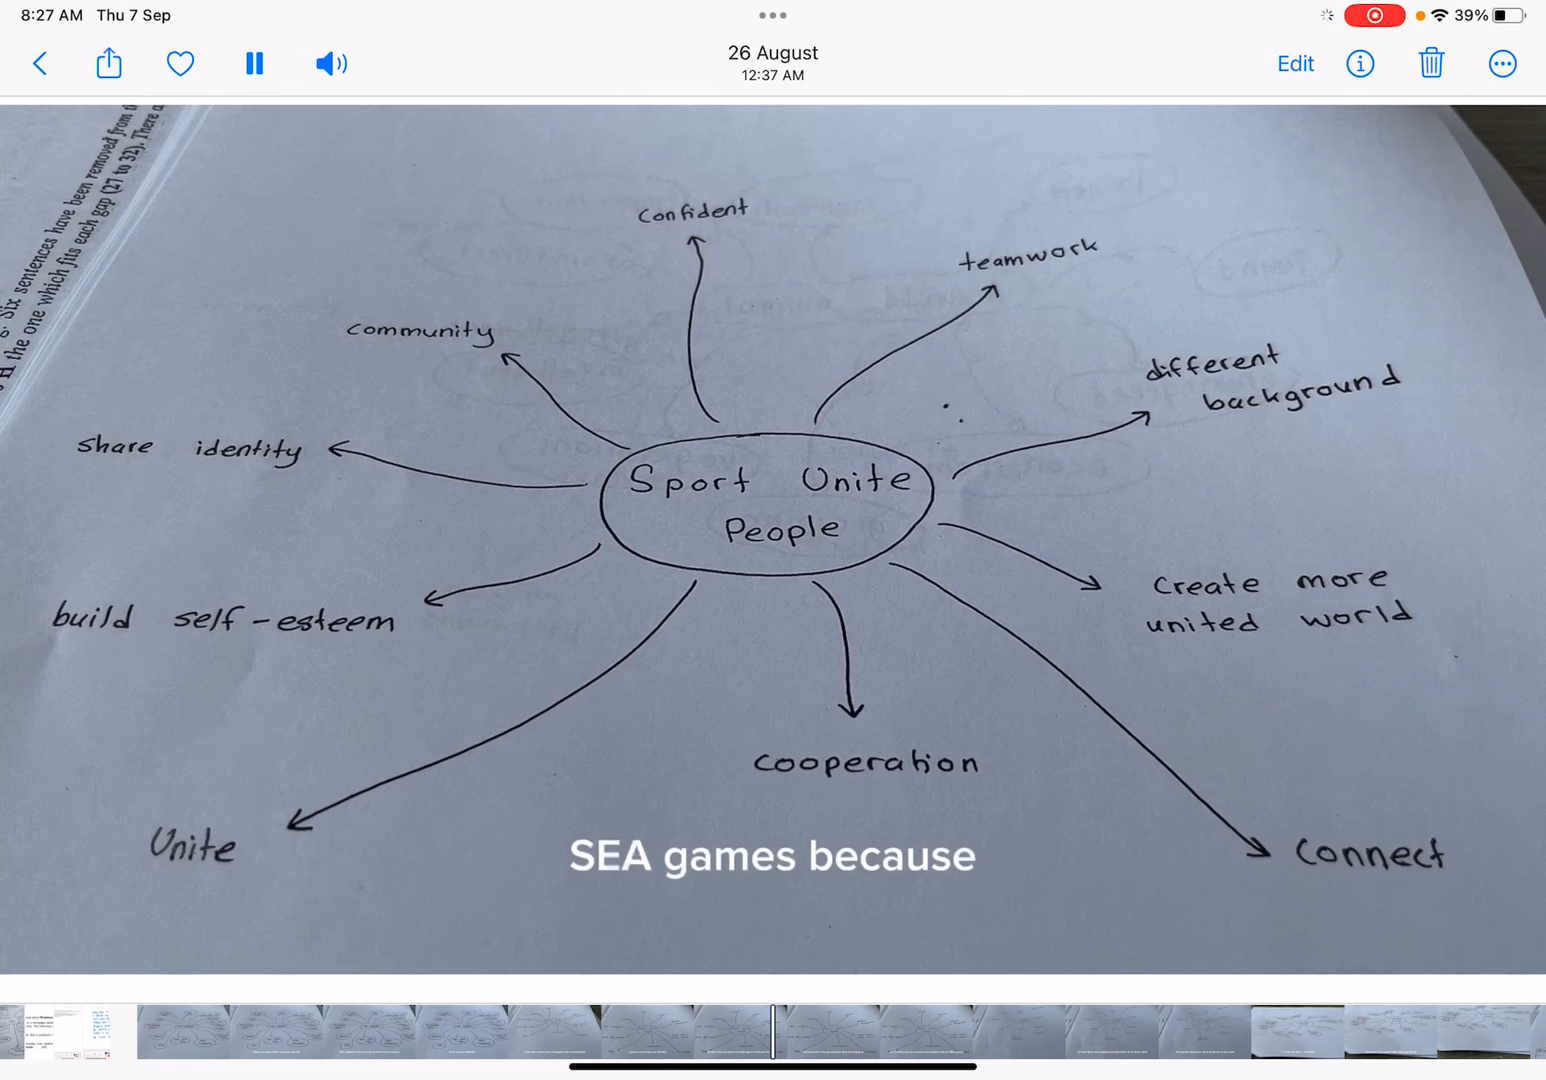 8:27 AM Thu 7 Sep
39%
26 August
12:37 AM
Edit
Six sentences have been removed from
the one which fits each gap (27 to 32). There
confident
teamwork
community
different
background
share identity
Sport Unite
People
build self-esteem
Create more
united world
cooperation
Unite
Connect
SEA games because